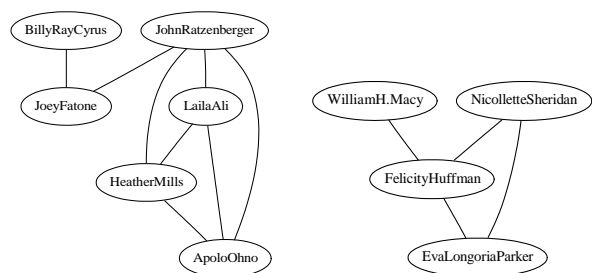 BillyRayCyrus
JohnRatzenberger
JoeyFatone
LailaAli
HeatherMills
ApoloOhno
WilliamH.Macy
NicolletteSheridan
FelicityHuffman
EvaLongoriaParker